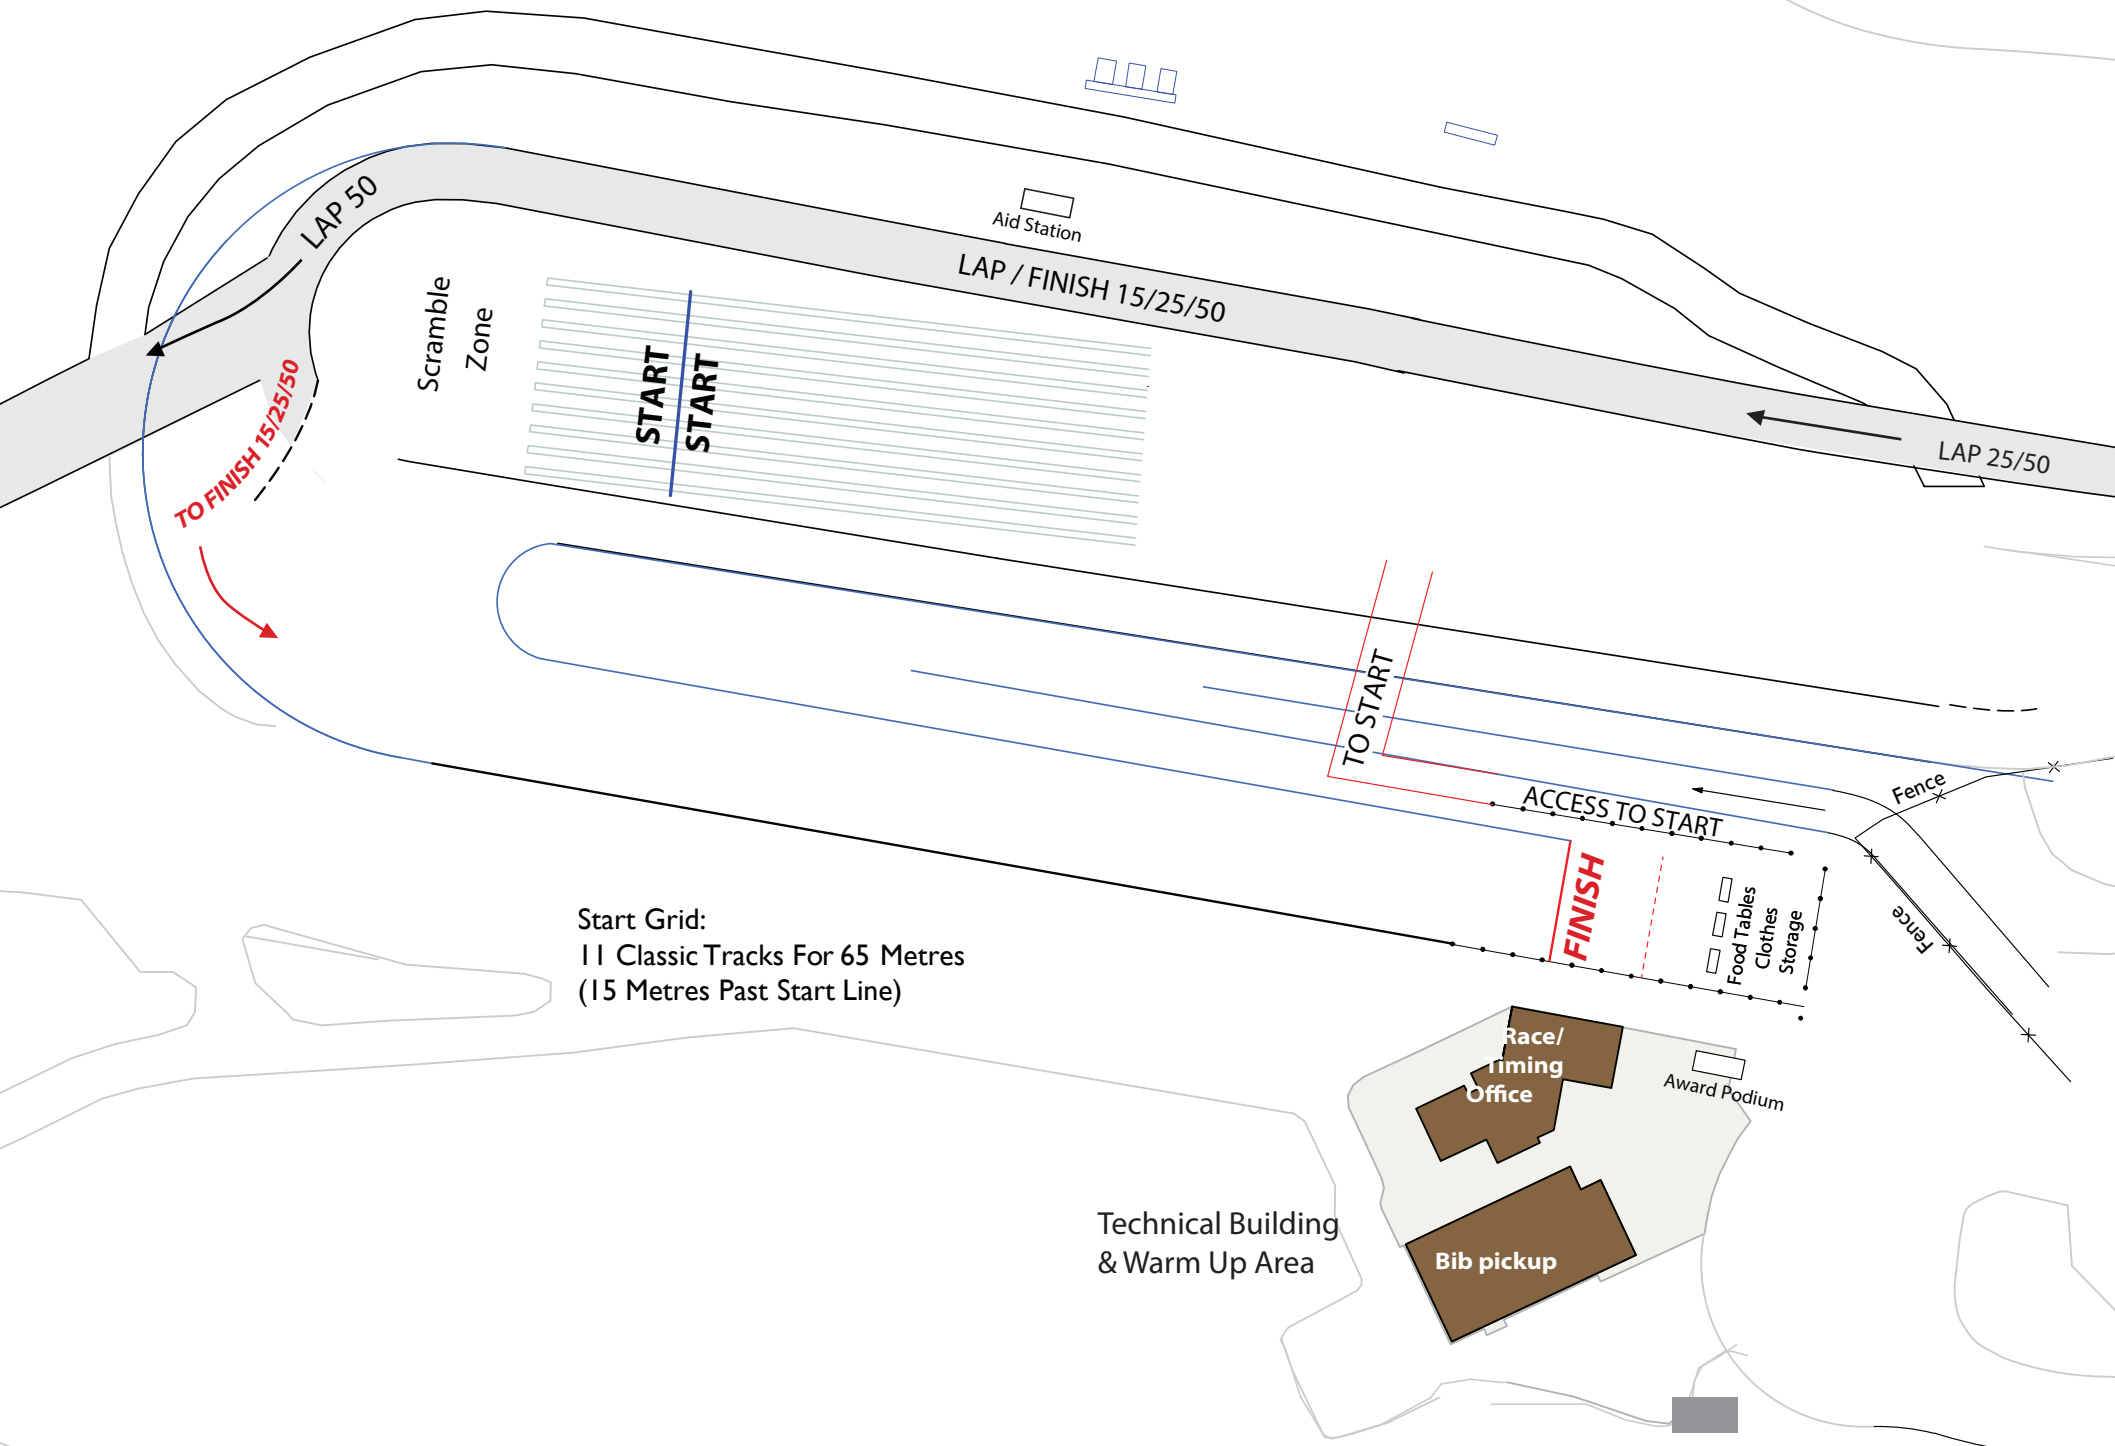 LAP 50
Aid Station
LAP / FINISH 15/25/50
LAP 25/50
Scramble
Zone
START
START
TO FINISH 15/25/50
TO START
ACCESS TO START
Fence
Fence
FINISH
Food Tables
Clothes
Storage
Start Grid:
11 Classic Tracks For 65 Metres
(15 Metres Past Start Line)
Race/
Timing
Office
Award Podium
Technical Building
& Warm Up Area
Bib pickup